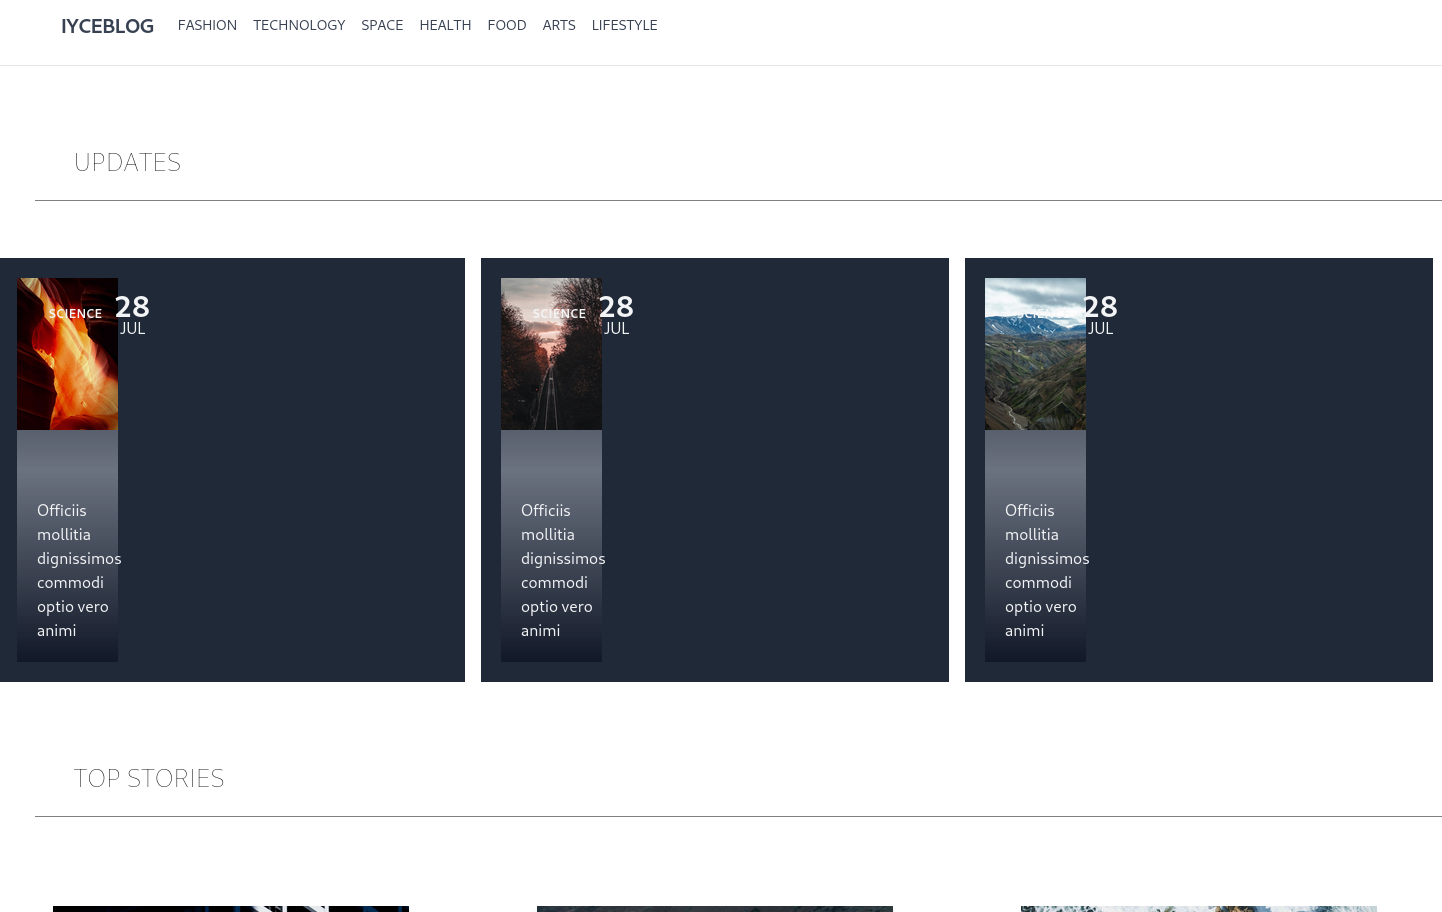 IYCEBLOG FASHION TECHNOLOGY SPACE HEALTH FOOD ARTS LIFESTYLE
UPDATES
SCIENCE
28
JUL
Officiis
mollitia
dignissimos
commodi
optio vero
animi
SCIENCE
28
JUL
Officiis
mollitia
dignissimos
commodi
optio vero
animi
SCIENCE
28
JUL
Officiis
mollitia
dignissimos
commodi
optio vero
animi
TOP STORIES